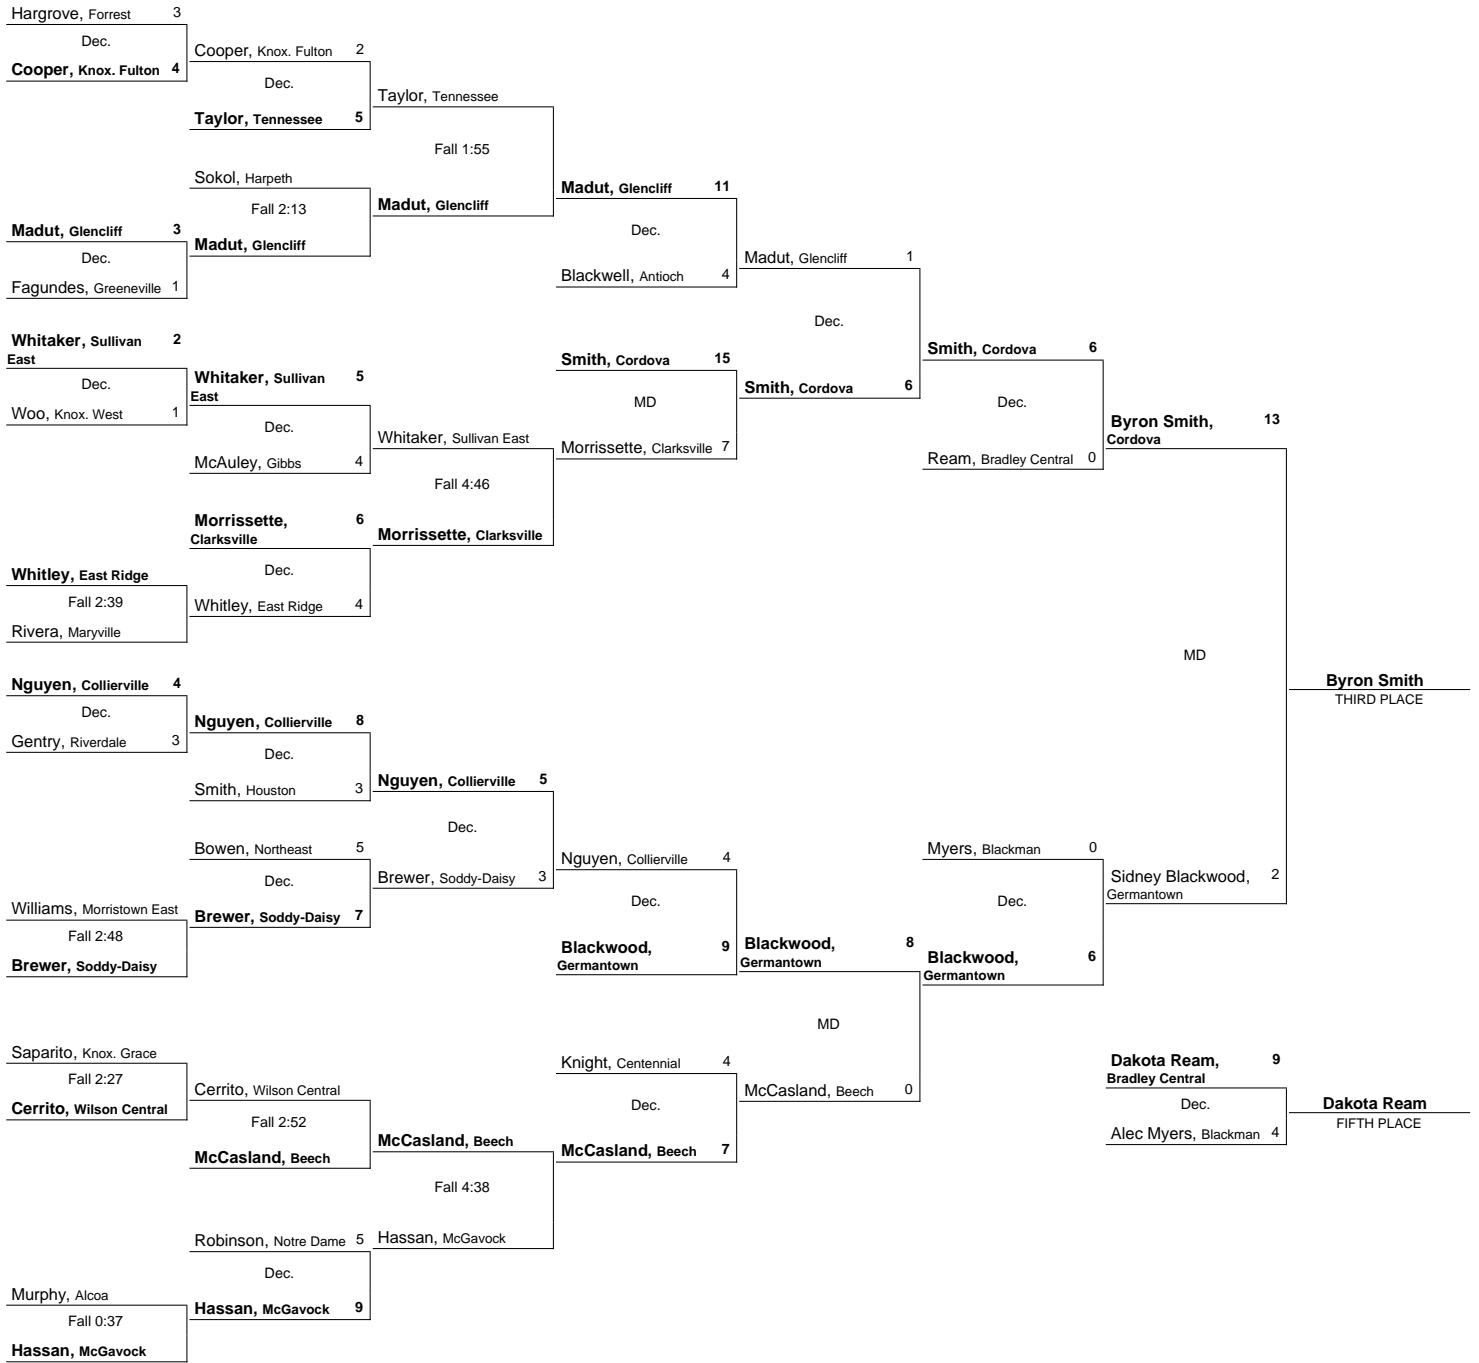 Hargrove, Forrest 3
Dec.
Cooper, Knox. Fulton 4
Cooper, Knox. Fulton 2
Dec.
Taylor, Tennessee 5
Taylor, Tennessee
Fall 1:55
Sokol, Harpeth
Fall 2:13
Madut, Glencliff
Madut, Glencliff
Madut, Glencliff 3
Dec.
Fagundes, Greeneville 1
Madut, Glencliff 11
Dec.
Blackwell, Antioch 4
Madut, Glencliff 1
Dec.
Smith, Cordova 6
Whitaker, Sullivan 2
East
Dec.
Woo, Knox. West 1
Whitaker, Sullivan 5
East
Dec.
McAuley, Gibbs 4
Whitaker, Sullivan East
Fall 4:46
Morrissette, Clarksville
Smith, Cordova 15
MD
Morrissette, Clarksville 7
Smith, Cordova 6
Dec.
Ream, Bradley Central 0
Byron Smith, 13
Cordova
Morrissette, 6
Clarksville
Dec.
Whitley, East Ridge 4
Whitley, East Ridge
Fall 2:39
Rivera, Maryville
MD
Byron Smith
THIRD PLACE
Nguyen, Collierville 4
Dec.
Gentry, Riverdale 3
Nguyen, Collierville 8
Dec.
Smith, Houston 3
Nguyen, Collierville 5
Dec.
Brewer, Soddy-Daisy 3
Bowen, Northeast 5
Dec.
Brewer, Soddy-Daisy 7
Williams, Morristown East
Fall 2:48
Brewer, Soddy-Daisy
Nguyen, Collierville 4
Dec.
Blackwood, 9
Germantown
Blackwood, 8
Germantown
MD
McCasland, Beech 0
Myers, Blackman 0
Dec.
Blackwood, 6
Germantown
Sidney Blackwood, 2
Germantown
Saparito, Knox. Grace
Fall 2:27
Cerrito, Wilson Central
Cerrito, Wilson Central
Fall 2:52
McCasland, Beech
McCasland, Beech
Fall 4:38
Hassan, McGavock
Knight, Centennial 4
Dec.
McCasland, Beech 7
Robinson, Notre Dame 5
Dec.
Hassan, McGavock 9
Murphy, Alcoa
Fall 0:37
Hassan, McGavock
Dakota Ream, 9
Bradley Central
Dec.
Alec Myers, Blackman 4
Dakota Ream
FIFTH PLACE